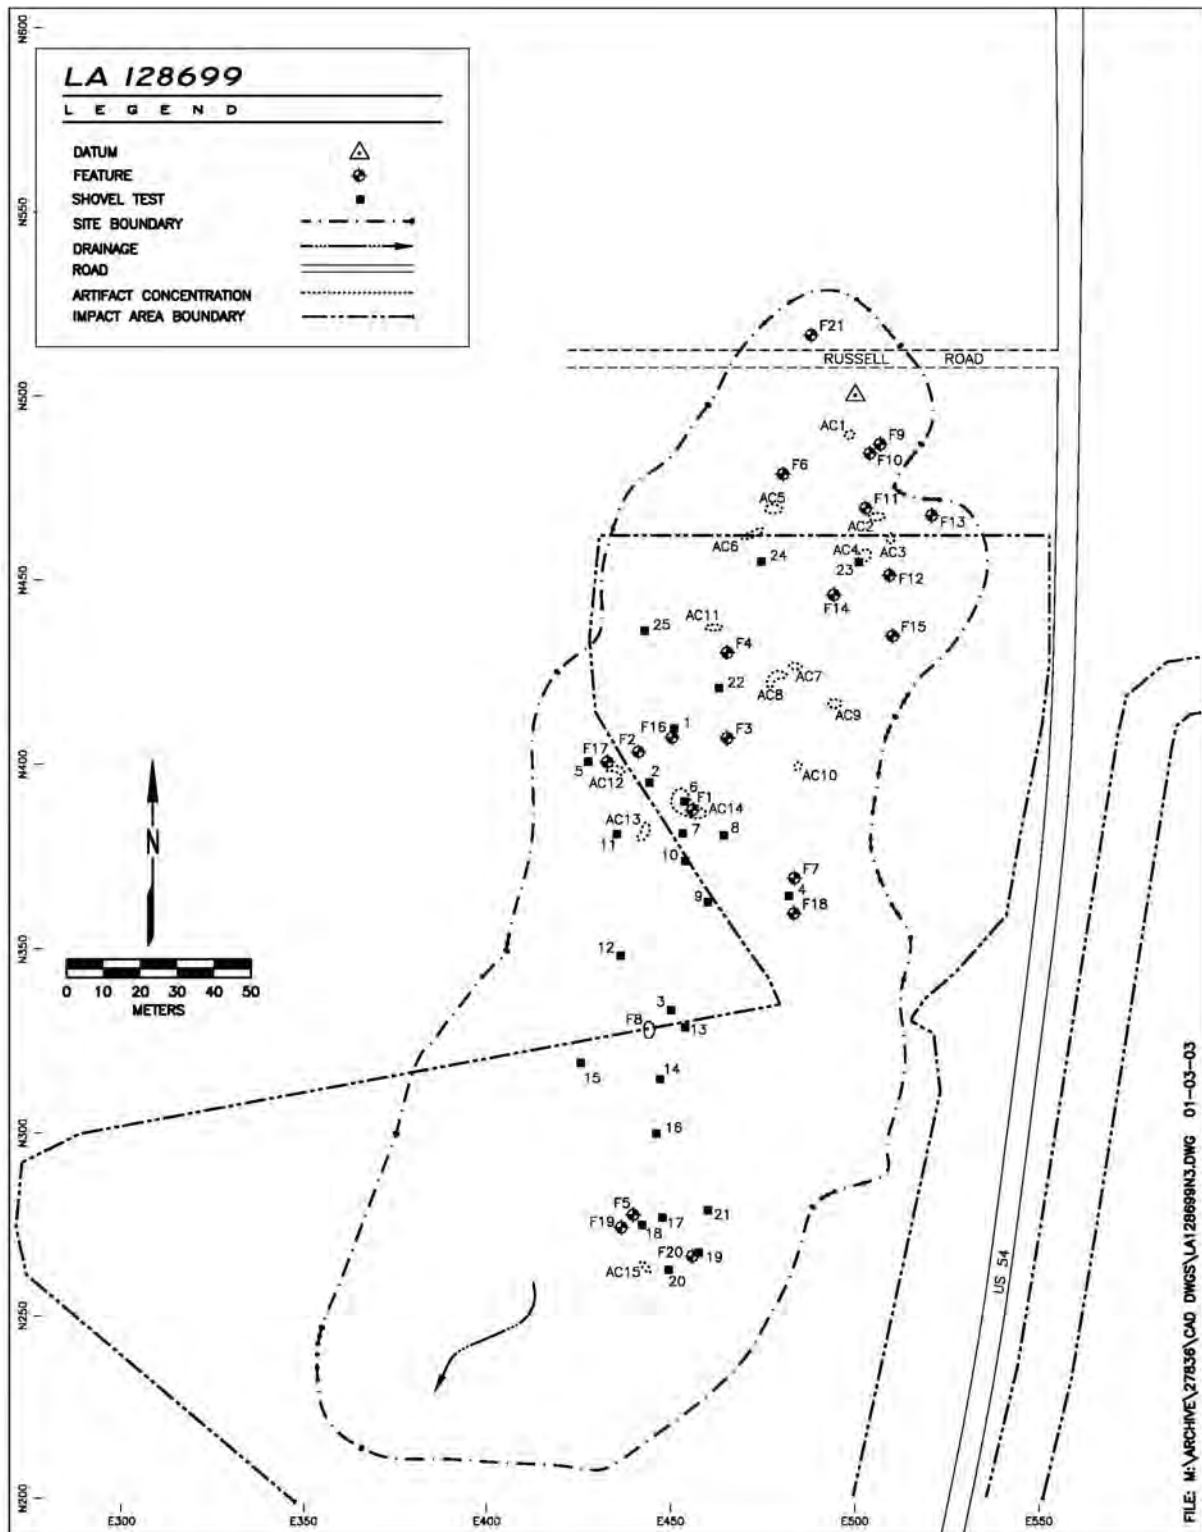 LA 128699
LEGEND
DATUM
FEATURE
SHOVEL TEST
SITE BOUNDARY
DRAINAGE
ROAD
ARTIFACT CONCENTRATION
IMPACT AREA BOUNDARY
N600
N550
N500
N450
N400
N350
N300
N250
N200
F21
RUSSELL ROAD
AC1
F9
F10
F6
AC5
F11
AC2
F13
AC6
24
AC4
AC3
23
F12
F14
AC11
25
F4
F15
AC7
22
AC8
AC9
F16
1
F2
F3
F17
5
AC12
2
AC10
6
F1
AC14
AC13
11
7
8
10
F7
9
4
F18
12
N
0 10 20 30 40 50
METERS
3
F8
13
15
14
16
F5
F19
17
21
18
F20
19
AC15
20
US 54
E300
E350
E400
E450
E500
E550
FILE: M:\ARCHIVE\27836\CAD DWGS\LA128699N3.DWG 01-03-03